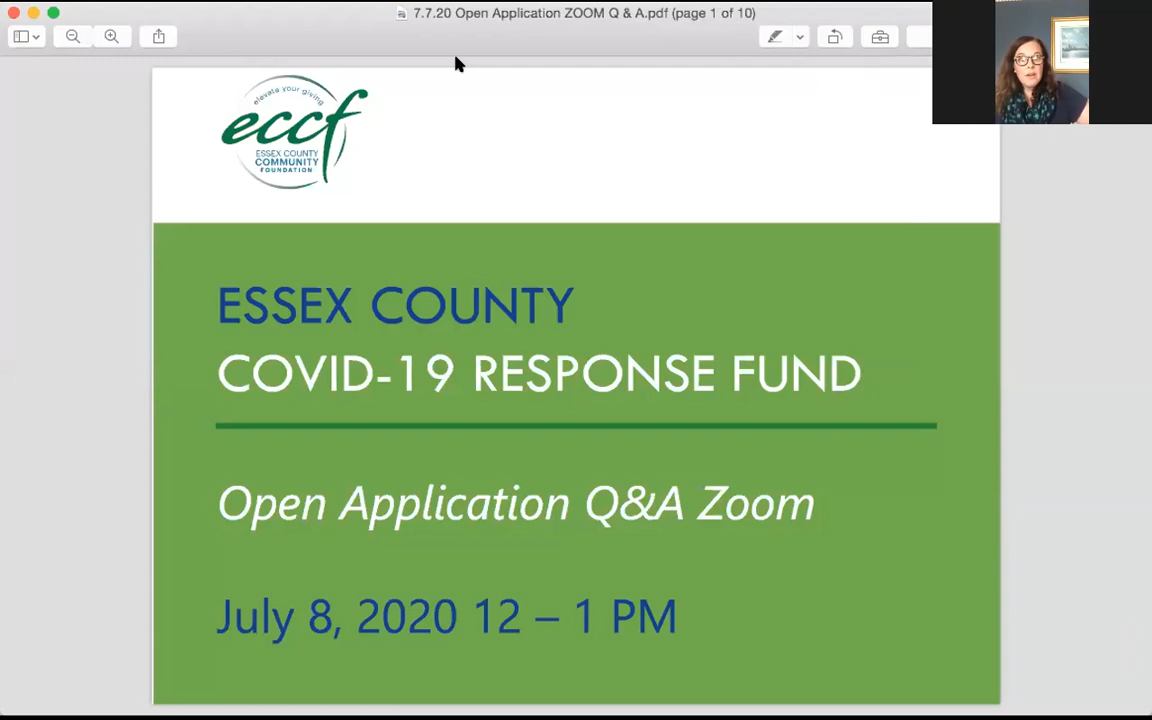 7.7.20 Open Application ZOOM Q & A.pdf (page 1 of 10)
elevate your giving
eccf
ESSEX COUNTY
COMMUNITY
FOUNDATION
ESSEX COUNTY
COVID-19 RESPONSE FUND
Open Application Q&A Zoom
July 8, 2020 12 – 1 PM